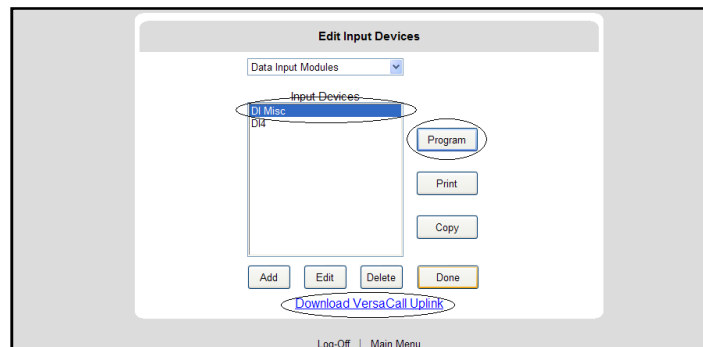 Edit Input Devices
Data Input Modules
Input Devices
DI Misc
DI4
Program
Print
Copy
Add Edit Delete Done
Download VersaCall Uplink
Log-Off | Main Menu